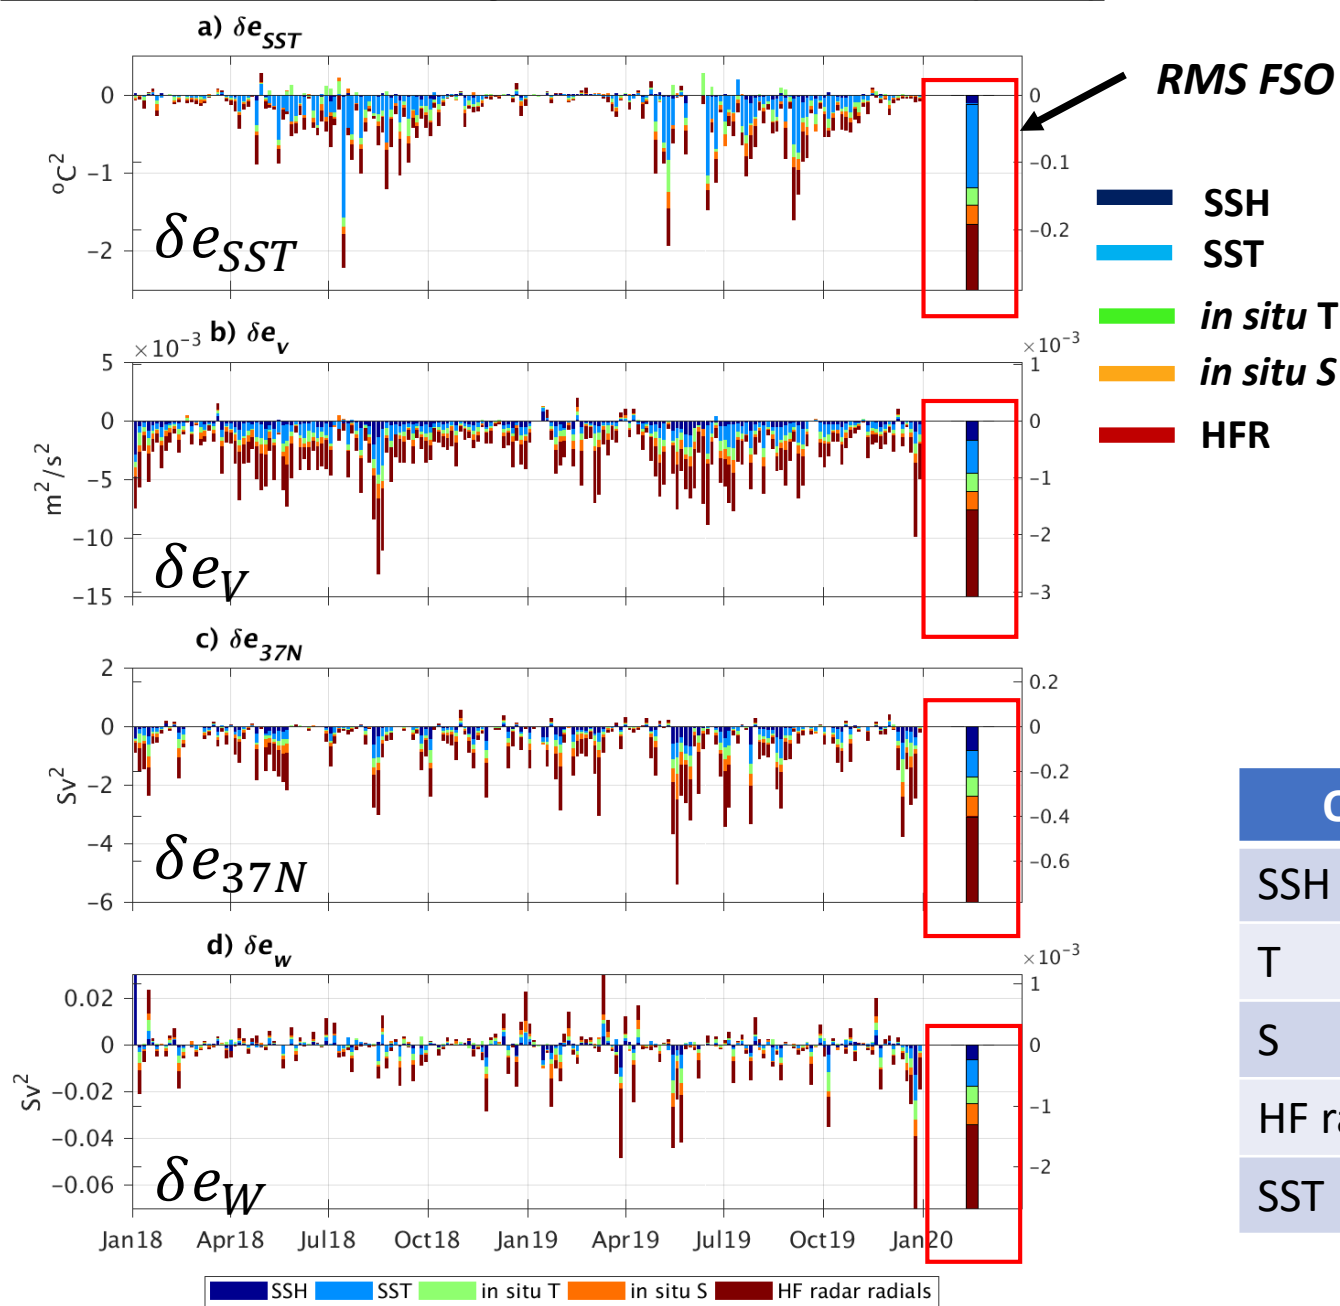 a) δe_SST
RMS FSO
0
-1
-2
°C²
0
-0.1
-0.2
δe_SST
SSH
SST
in situ T
in situ S
HFR
b) δe_v
×10⁻³
5
0
-5
-10
-15
m²/s²
×10⁻³
1
0
-1
-2
-3
δe_V
c) δe_37N
2
0
-2
-4
-6
Sv²
0.2
0
-0.2
-0.4
-0.6
δe_37N
d) δe_w
0.02
0
-0.02
-0.04
-0.06
Sv²
×10⁻³
1
0
-1
-2
δe_W
Jan18 Apr18 Jul18 Oct18 Jan19 Apr19 Jul19 Oct19 Jan20
SSH SST in situ T in situ S HF radar radials
SSH
T
S
HF ra
SST